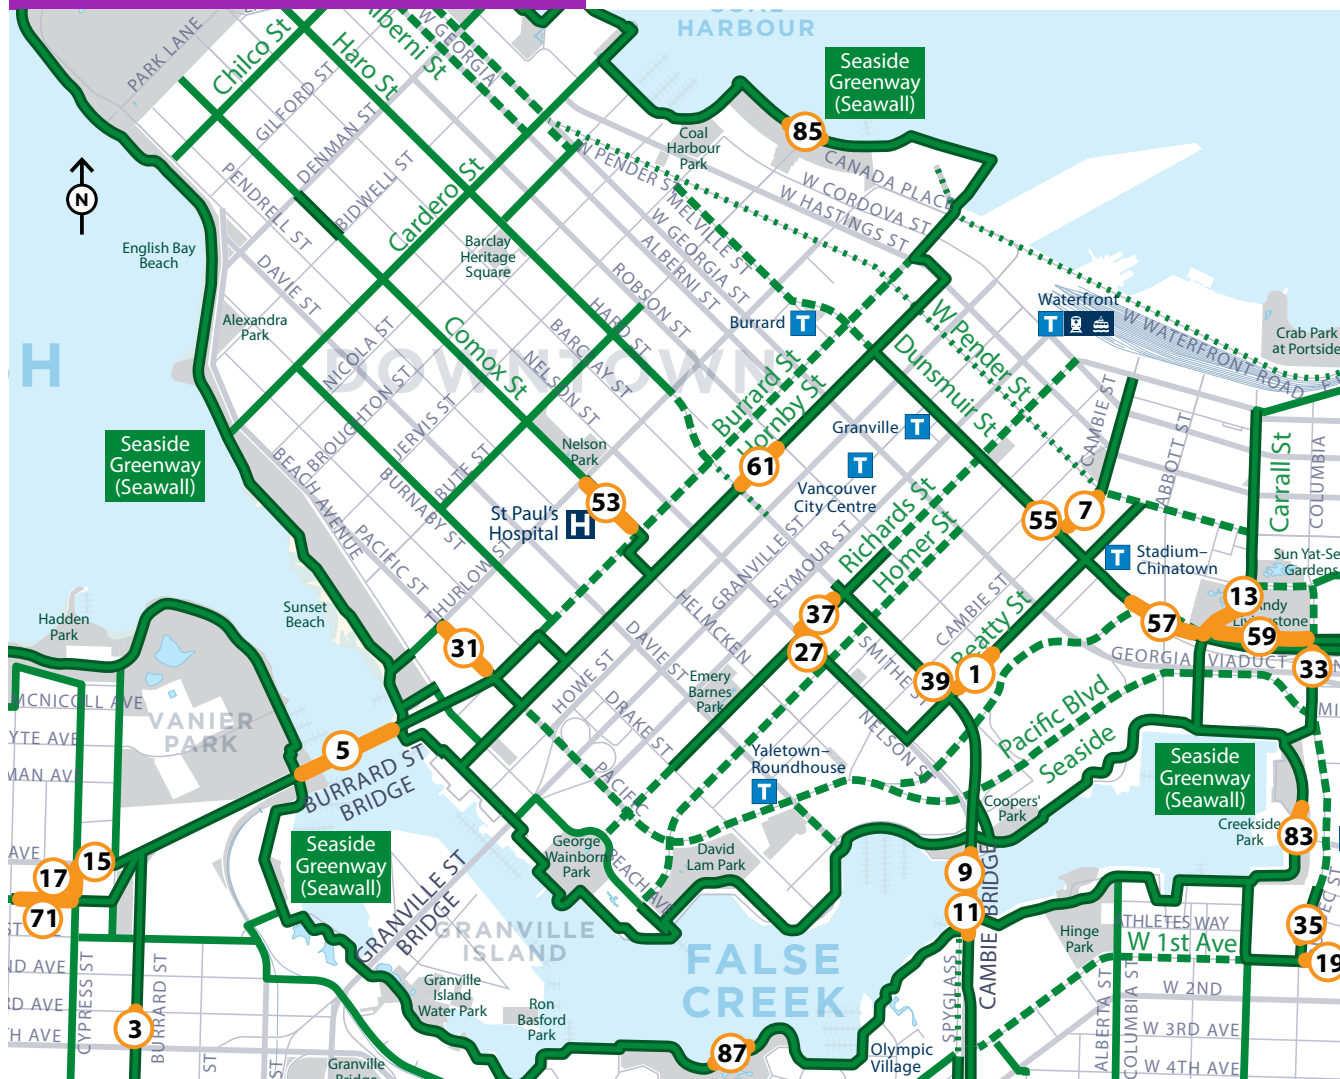 COAL
HARBOUR
Seaside
Greenway
(Seawall)
PARK LANE
Chilco St
Haro St
Alberni St
W GEORGIA
GILFORD ST
DENMAN ST
BIDWELL ST
PENDRELL ST
DAVIE ST
Cardero St
Coal
Harbour
Park
85
CANADA PLACE
W PENDER ST
W CORDOVA ST
W HASTINGS ST
MELVILLE ST
W GEORGIA ST
ALBERNI ST
ROBSON ST
N
English Bay
Beach
Barclay
Heritage
Square
Alexandra
Park
HARO ST
BARCLAY ST
NELSON ST
Comox St
NICOLA ST
BROUGHTON ST
JERVIS ST
BUTE ST
DOWNTOWN
Burrard
T
Waterfront
T
W WATERFRONT ROAD
Crab Park
at Portside
H
W Pender St
Dunsmuir St
Burrard St
Hornby St
Granville
T
T
Vancouver
City Centre
CAMBIE ST
ABBOTT ST
Carrall St
COLUMBIA
Seaside
Greenway
(Seawall)
BEACH AVENUE
PACIFIC ST
BURNABY ST
THURLOW ST
Nelson
Park
61
53
St Paul's
Hospital
H
55
7
Richards St
Homer St
GRANVILLE ST
SEYMOUR ST
T
Stadium–
Chinatown
Sun Yat-Se
Gardens
Hadden
Park
Sunset
Beach
31
HELMCKEN
DAVIE ST
HOWE ST
DRAKE ST
PACIFIC
37
27
SMITHE ST
CAMBIE ST
Beatty St
39
1
57
13
59
33
GEORGIA VIADUCT
Emery
Barnes
Park
NELSON ST
Pacific Blvd
Seaside
MCNICOLL AVE
VANIER
PARK
5
BURRARD ST
BRIDGE
Yaletown–
Roundhouse
T
Seaside
Greenway
(Seawall)
Coopers'
Park
Creekside
Park
83
15
17
71
Seaside
Greenway
(Seawall)
George
Wainborn
Park
BEACH AVE
David
Lam Park
9
11
CAMBIE BRIDGE
GRANVILLE ST
BRIDGE
GRANVILLE
ISLAND
FALSE
CREEK
Hinge
Park
ATHLETES WAY
W 1st Ave
35
19
W 2ND
W 3RD AVE
W 4TH AVE
ALBERTA ST
COLUMBIA ST
SPYGLASS
CYPRESS ST
BURRARD ST
3
ST
ST
Granville
Island
Water Park
Ron
Basford
Park
87
Olympic
Village
Granville